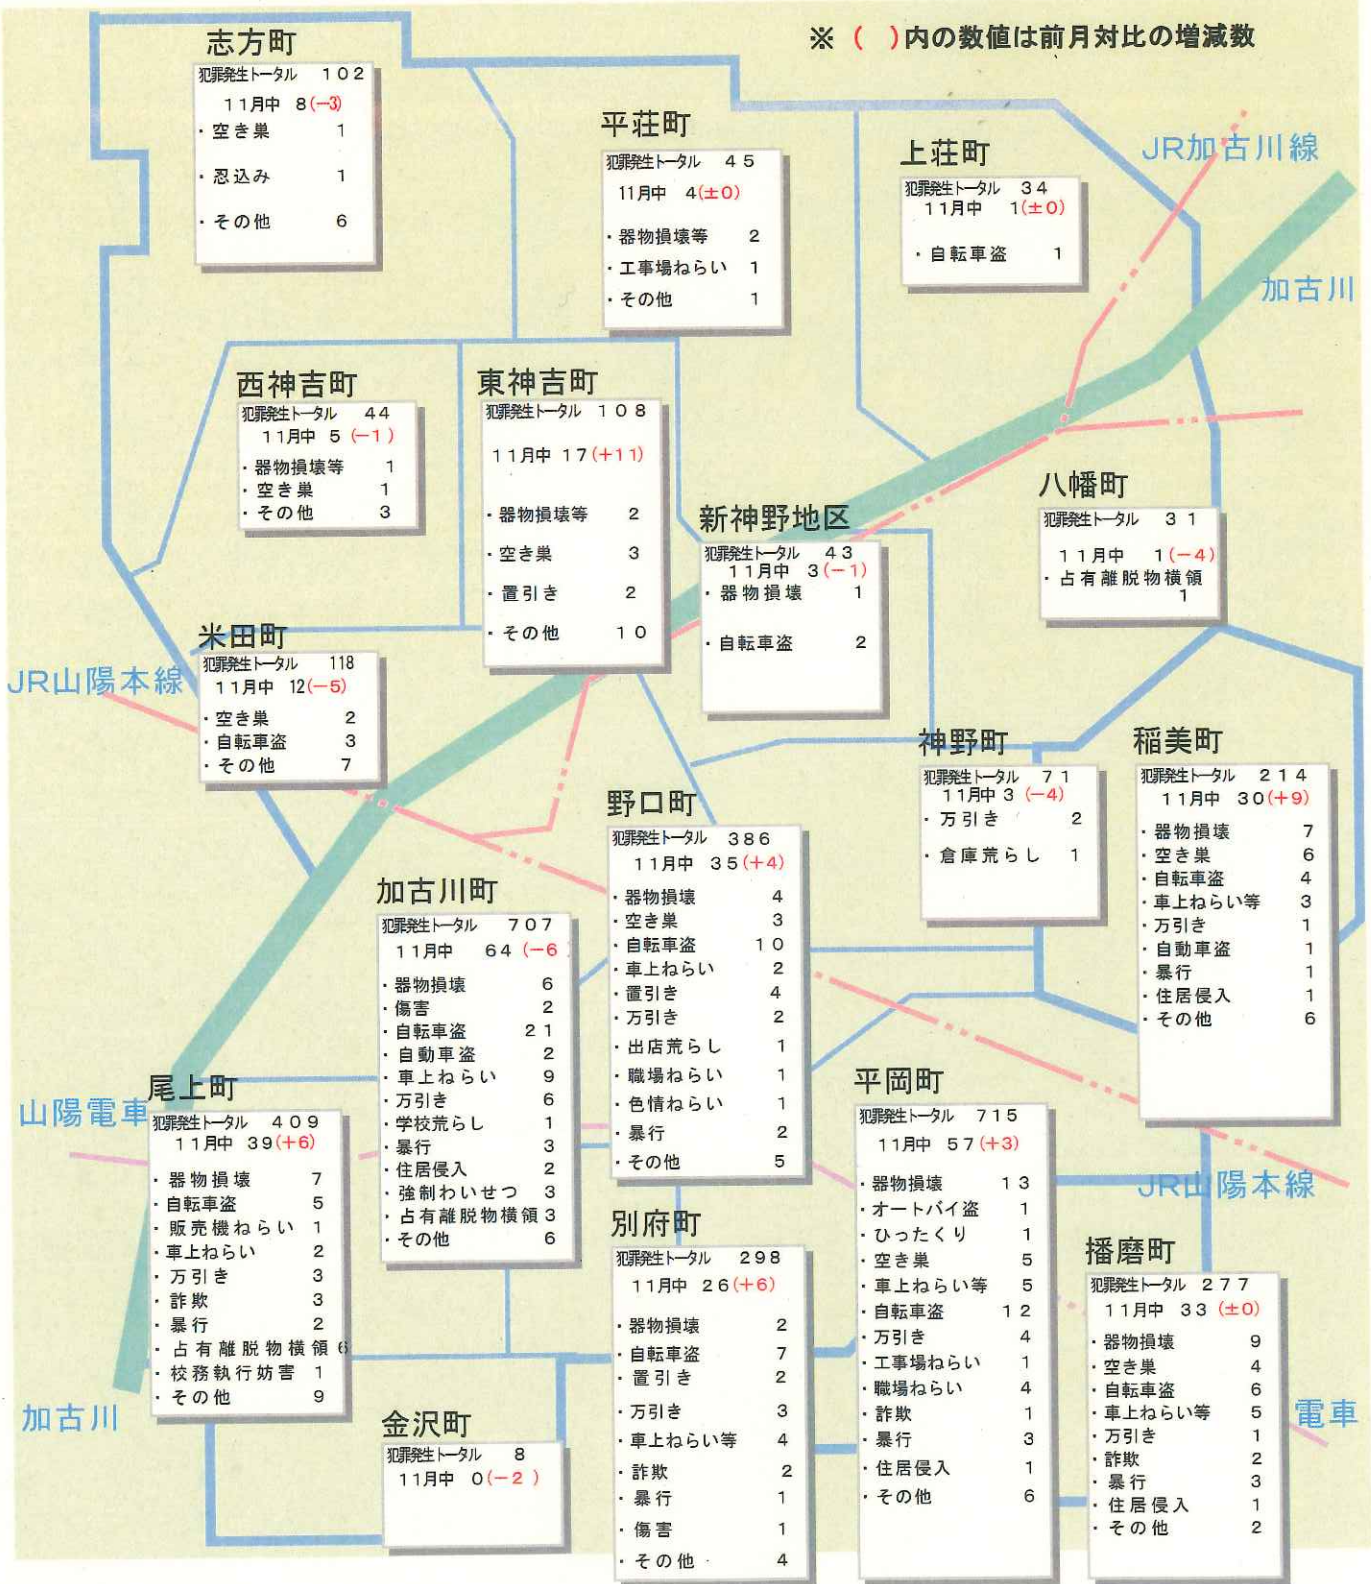 ※ ( )内の数値は前月対比の増減数
志方町
犯罪発生トータル 102
11月中 8(−3)
・空き巣 1
・忍込み 1
・その他 6
平荘町
犯罪発生トータル 45
11月中 4(±0)
・器物損壊等 2
・工事場ねらい 1
・その他 1
上荘町
犯罪発生トータル 34
11月中 1(±0)
・自転車盗 1
JR加古川線
加古川
西神吉町
犯罪発生トータル 44
11月中 5(−1)
・器物損壊等 1
・空き巣 1
・その他 3
東神吉町
犯罪発生トータル 108
11月中 17(+11)
・器物損壊等 2
・空き巣 3
・置引き 2
・その他 10
新神野地区
犯罪発生トータル 43
11月中 3(−1)
・器物損壊 1
・自転車盗 2
八幡町
犯罪発生トータル 31
11月中 1(−4)
・占有離脱物横領
1
米田町
犯罪発生トータル 118
11月中 12(−5)
・空き巣 2
・自転車盗 3
・その他 7
JR山陽本線
神野町
犯罪発生トータル 71
11月中 3(−4)
・万引き 2
・倉庫荒らし 1
稲美町
犯罪発生トータル 214
11月中 30(+9)
・器物損壊 7
・空き巣 6
・自転車盗 4
・車上ねらい等 3
・万引き 1
・自動車盗 1
・暴行 1
・住居侵入 1
・その他 6
野口町
犯罪発生トータル 386
11月中 35(+4)
・器物損壊 4
・空き巣 3
・自転車盗 10
・車上ねらい 2
・置引き 4
・万引き 2
・出店荒らし 1
・職場ねらい 1
・色情ねらい 1
・暴行 2
・その他 5
加古川町
犯罪発生トータル 707
11月中 64 (−6
・器物損壊 6
・傷害 2
・自転車盗 21
・自動車盗 2
・車上ねらい 9
・万引き 6
・学校荒らし 1
・暴行 3
・住居侵入 2
・強制わいせつ 3
・占有離脱物横領 3
・その他 6
尾上町
犯罪発生トータル 409
11月中 39(+6)
・器物損壊 7
・自転車盗 5
・販売機ねらい 1
・車上ねらい 2
・万引き 3
・詐欺 3
・暴行 2
・占有離脱物横領 6
・校務執行妨害 1
・その他 9
山陽電車
加古川
平岡町
犯罪発生トータル 715
11月中 57(+3)
・器物損壊 13
・オートバイ盗 1
・ひったくり 1
・空き巣 5
・車上ねらい等 5
・自転車盗 12
・万引き 4
・工事場ねらい 1
・職場ねらい 4
・詐欺 1
・暴行 3
・住居侵入 1
・その他 6
JR山陽本線
別府町
犯罪発生トータル 298
11月中 26(+6)
・器物損壊 2
・自転車盗 7
・置引き 2
・万引き 3
・車上ねらい等 4
・詐欺 2
・暴行 1
・傷害 1
・その他 4
播磨町
犯罪発生トータル 277
11月中 33(±0)
・器物損壊 9
・空き巣 4
・自転車盗 6
・車上ねらい等 5
・万引き 1
・詐欺 2
・暴行 3
・住居侵入 1
・その他 2
電車
金沢町
犯罪発生トータル 8
11月中 0(−2)